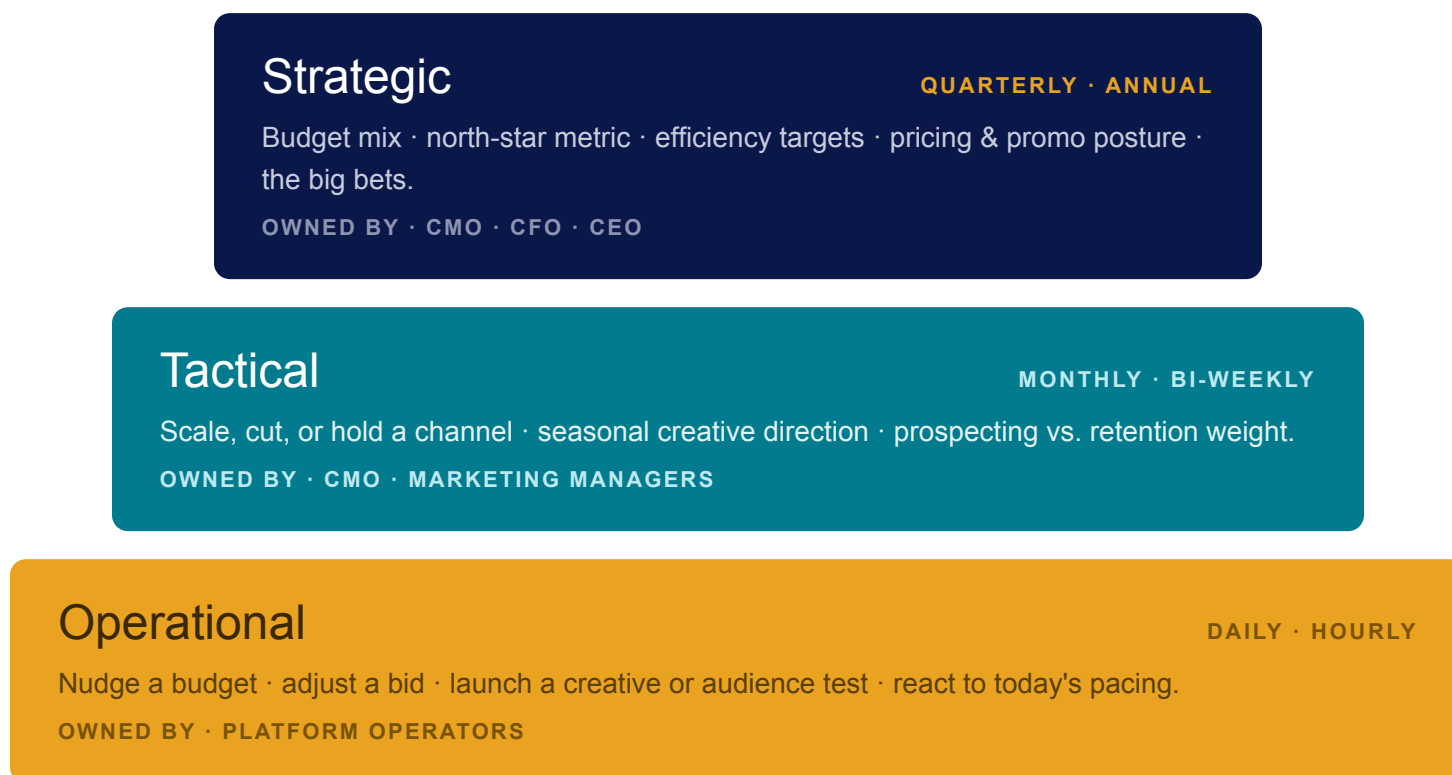 Strategic
QUARTERLY · ANNUAL
Budget mix · north-star metric · efficiency targets · pricing & promo posture ·
the big bets.
OWNED BY · CMO · CFO · CEO
Tactical
MONTHLY · BI-WEEKLY
Scale, cut, or hold a channel · seasonal creative direction · prospecting vs. retention weight.
OWNED BY · CMO · MARKETING MANAGERS
Operational
DAILY · HOURLY
Nudge a budget · adjust a bid · launch a creative or audience test · react to today's pacing.
OWNED BY · PLATFORM OPERATORS